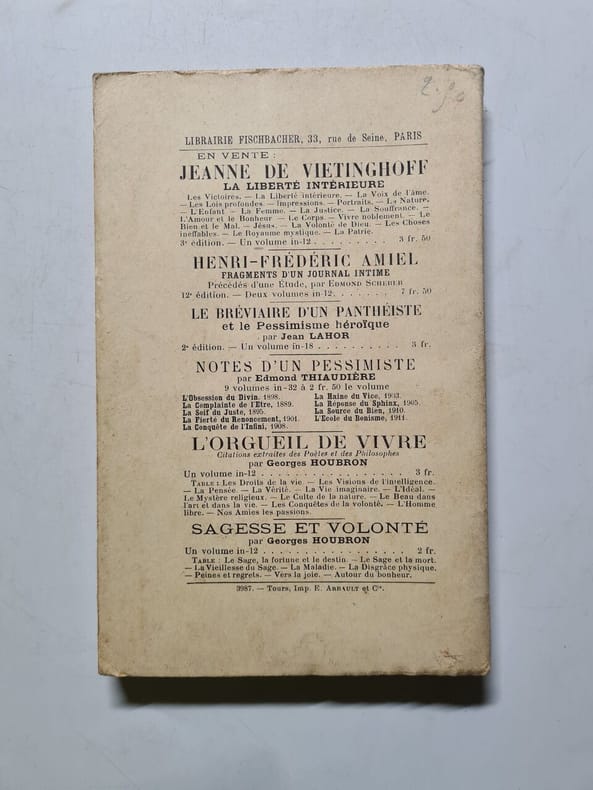 2.50
LIBRAIRIE FISCHBACHER, 33, rue de Seine, PARIS
EN VENTE :
JEANNE DE VIETINGHOFF
LA LIBERTÉ INTÉRIEURE
Les Victoires. — La Liberté intérieure. — La Voix de l'âme.
— Les Lois profondes. — Impressions. — Portraits. — La Nature.
— L'Enfant — La Femme. — La Justice. — La Souffrance. —
L'Amour et le Bonheur — Le Corps. — Vivre noblement. — Le
Bien et le Mal. — Jésus. — La Volonté de Dieu. — Les Choses
ineffables. — Le Royaume mystique. — La Patrie.
3e édition. — Un volume in-12 . . . . . . . . . 3 fr. 50
HENRI-FRÉDÉRIC AMIEL
FRAGMENTS D'UN JOURNAL INTIME
Précédés d'une Étude, par EDMOND SCHERER
12e édition. — Deux volumes in-12. . . . . . . 7 fr. 50
LE BRÉVIAIRE D'UN PANTHÉISTE
et le Pessimisme héroïque
par Jean LAHOR
2e édition. — Un volume in-18 . . . . . . . . . . 3 fr.
NOTES D'UN PESSIMISTE
par Edmond THIAUDIÈRE
9 volumes in-32 à 2 fr. 50 le volume
L'Obsession du Divin. 1898. La Haine du Vice, 1903.
La Complainte de l'Etre, 1889. La Réponse du Sphinx, 1905.
La Soif du Juste, 1895. La Source du Bien, 1910.
La Fierté du Renoncement, 1901. L'Ecole du Bonisme, 1911.
La Conquête de l'Infini, 1908.
L'ORGUEIL DE VIVRE
Citations extraites des Poètes et des Philosophes
par Georges HOUBRON
Un volume in-12 . . . . . . . . . . . . . . . . . 3 fr.
TABLE : Les Droits de la vie. — Les Visions de l'intelligence.
— La Pensée. — La Vérité. — La Vie imaginaire. — L'Idéal. —
Le Mystère religieux. — Le Culte de la nature. — Le Beau dans
l'art et dans la vie. — Les Conquêtes de la volonté. — L'Homme
libre. — Nos Amies les passions.
SAGESSE ET VOLONTÉ
par Georges HOUBRON
Un volume in-12 . . . . . . . . . . . . . . . . . 2 fr.
TABLE : Le Sage, la fortune et le destin. — Le Sage et la mort.
— La Vieillesse du Sage. — La Maladie. — La Disgrâce physique.
— Peines et regrets. — Vers la joie. — Autour du bonheur.
3987. — Tours, Imp. E. ARRAULT et Cie.